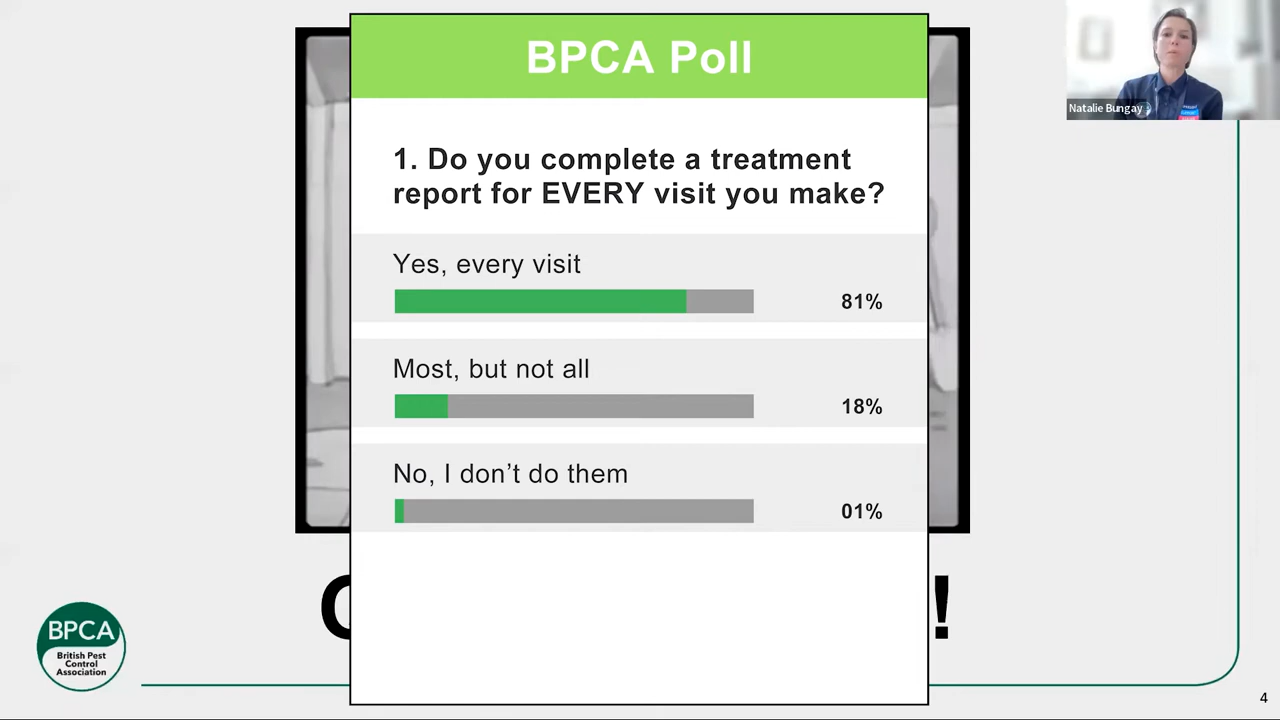 BPCA Poll
1. Do you complete a treatment
report for EVERY visit you make?
Yes, every visit
81%
Most, but not all
18%
No, I don’t do them
01%
!
BPCA
British Pest
Control
Association
Natalie Bungay
4